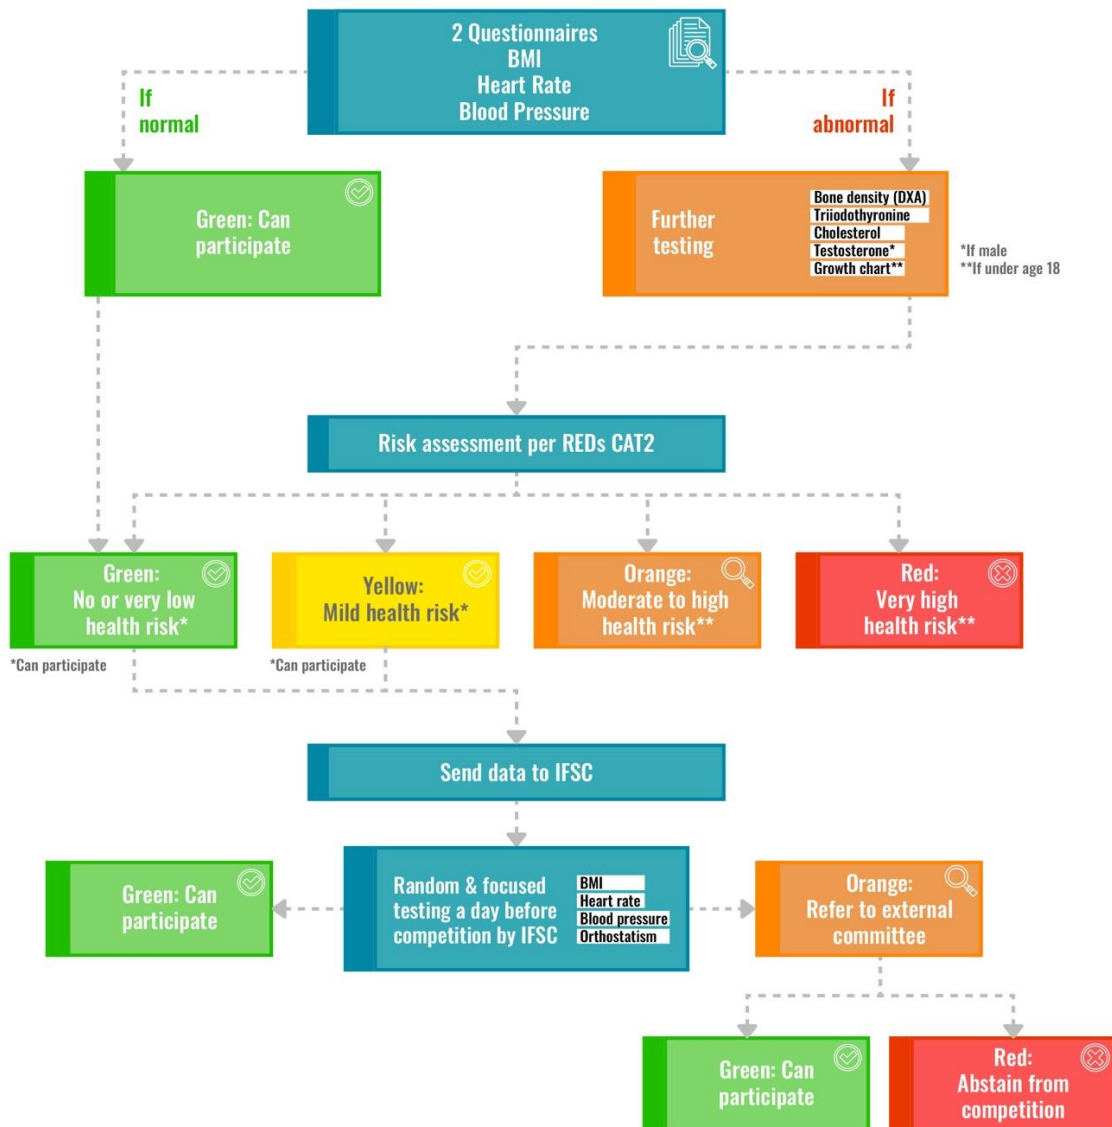 2 Questionnaires
BMI
Heart Rate
Blood Pressure
If
normal
If
abnormal
Green: Can
participate
Further
testing
Bone density (DXA)
Triiodothyronine
Cholesterol
Testosterone*
Growth chart**
*If male
**If under age 18
Risk assessment per REDs CAT2
Green:
No or very low
health risk*
*Can participate
Yellow:
Mild health risk*
*Can participate
Orange:
Moderate to high
health risk**
Red:
Very high
health risk**
Send data to IFSC
Green: Can
participate
Random & focused
testing a day before
competition by IFSC
BMI
Heart rate
Blood pressure
Orthostatism
Orange:
Refer to external
committee
Green: Can
participate
Red:
Abstain from
competition